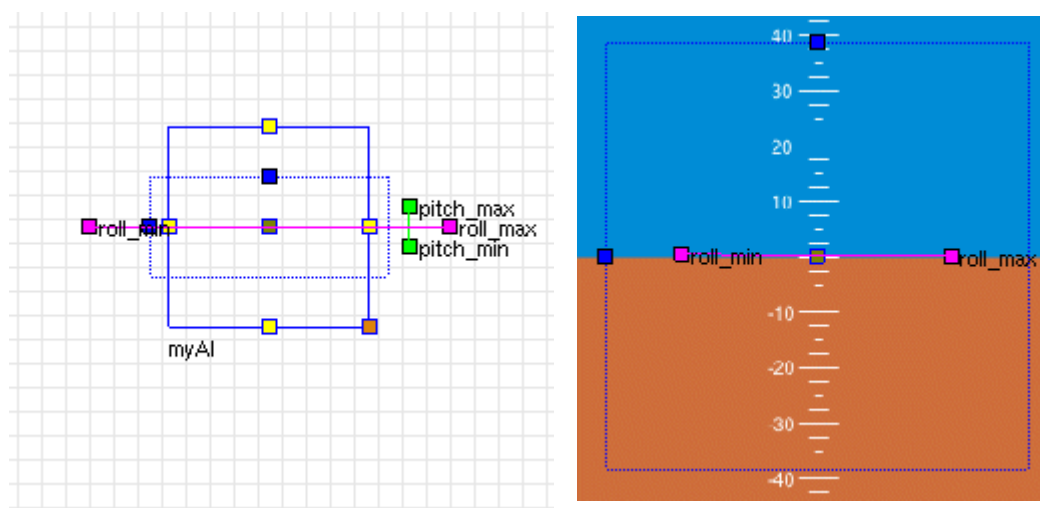 pitch_max
roll_min
roll_max
pitch_min
myAI
40
30
20
10
roll_min
roll_max
-10
-20
-30
-40